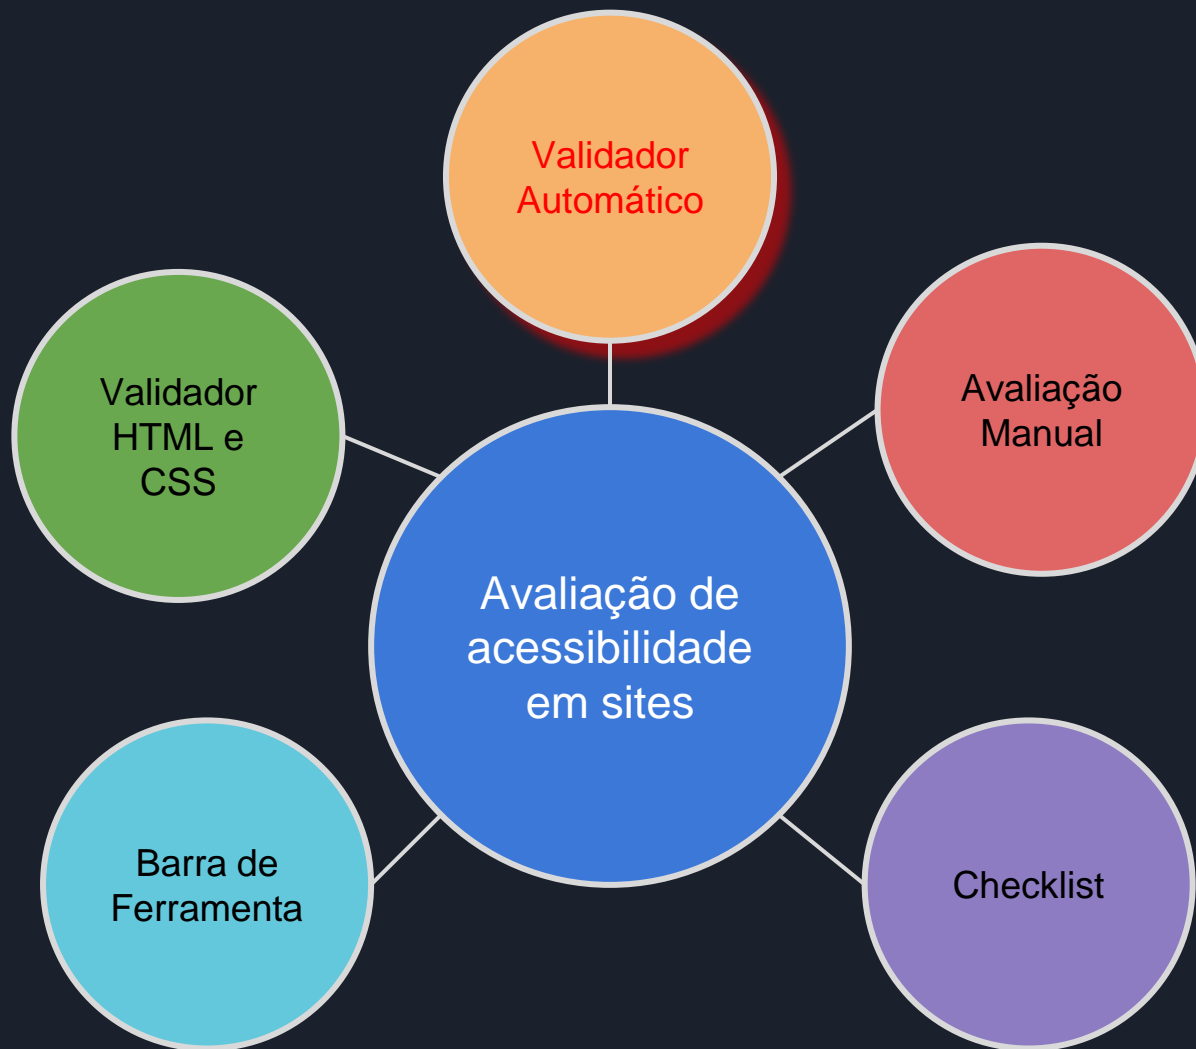 Validador
Automático
Avaliação
Manual
Validador
HTML e
CSS
Avaliação de
acessibilidade
em sites
Barra de
Ferramenta
Checklist